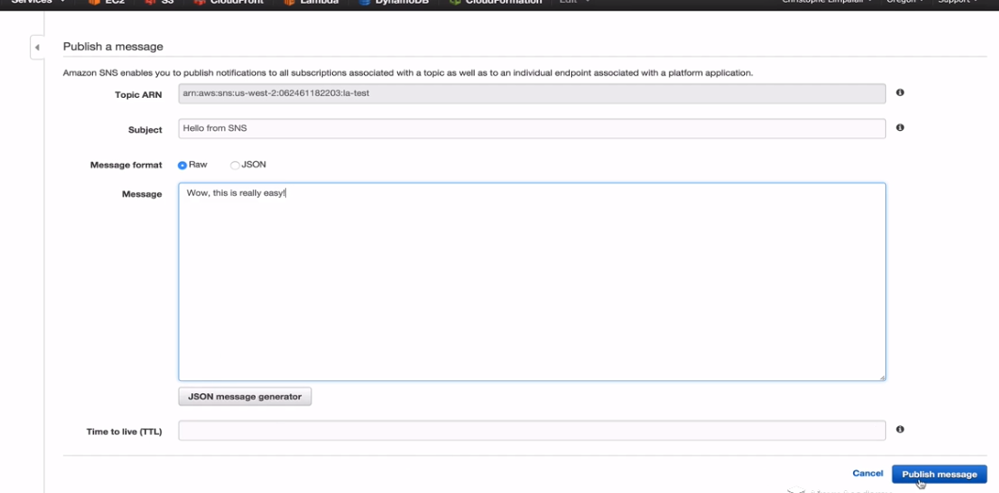 Services EC2 S3 CloudFront Lambda DynamoDB CloudFormation Edit Oregon Support
Publish a message
Amazon SNS enables you to publish notifications to all subscriptions associated with a topic as well as to an individual endpoint associated with a platform application.
Topic ARN arn:aws:sns:us-west-2:062461182203:la-test
Subject Hello from SNS
Message format Raw JSON
Message Wow, this is really easy!
JSON message generator
Time to live (TTL)
Cancel Publish message